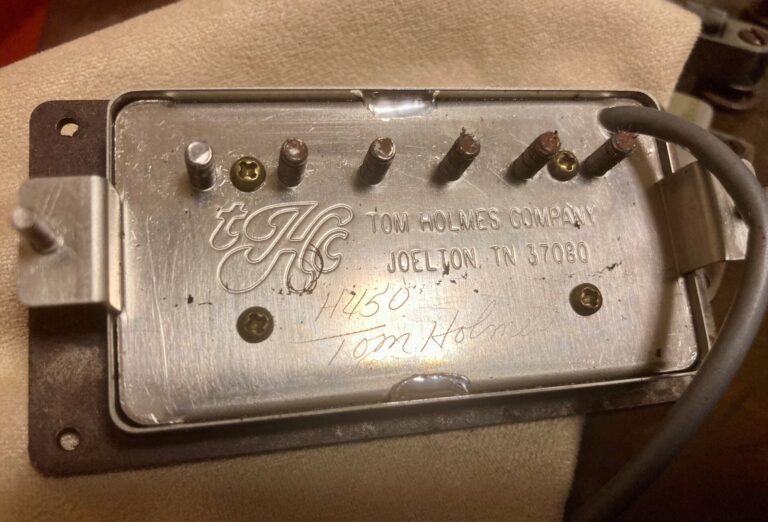 tHc TOM HOLMES COMPANY
JOELTON, TN 37080
H450
Tom Holmes